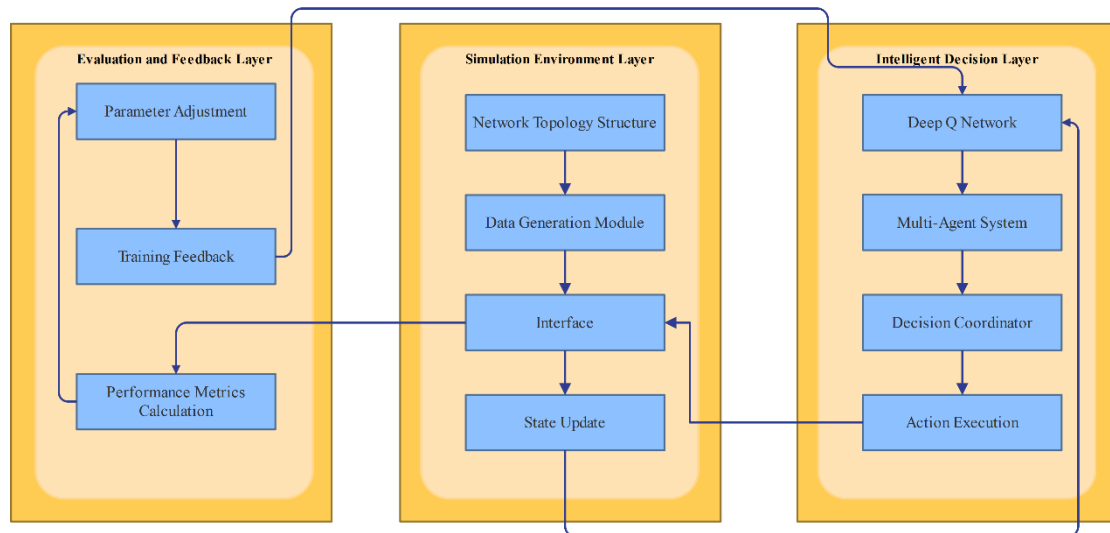 Evaluation and Feedback Layer
Parameter Adjustment
Training Feedback
Performance Metrics
Calculation
Simulation Environment Layer
Network Topology Structure
Data Generation Module
Interface
State Update
Intelligent Decision Layer
Deep Q Network
Multi-Agent System
Decision Coordinator
Action Execution